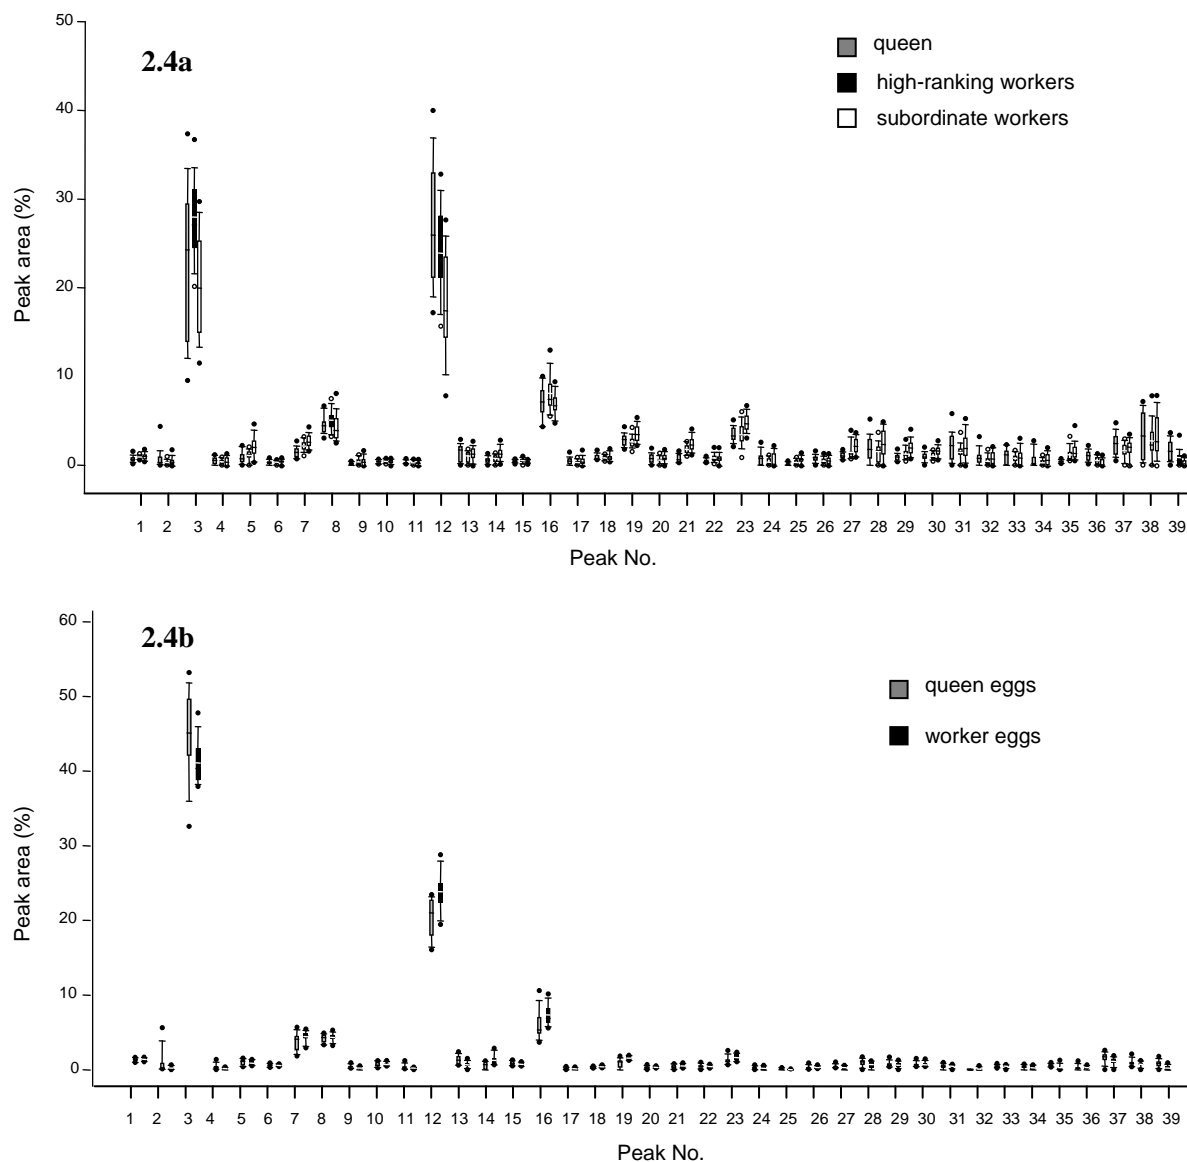 50
2.4a
queen
high-ranking workers
subordinate workers
40
30
20
10
0
Peak area (%)
1 2 3 4 5 6 7 8 9 10 11 12 13 14 15 16 17 18 19 20 21 22 23 24 25 26 27 28 29 30 31 32 33 34 35 36 37 38 39
Peak No.
60
2.4b
queen eggs
worker eggs
50
40
30
20
10
0
Peak area (%)
1 2 3 4 5 6 7 8 9 10 11 12 13 14 15 16 17 18 19 20 21 22 23 24 25 26 27 28 29 30 31 32 33 34 35 36 37 38 39
Peak No.